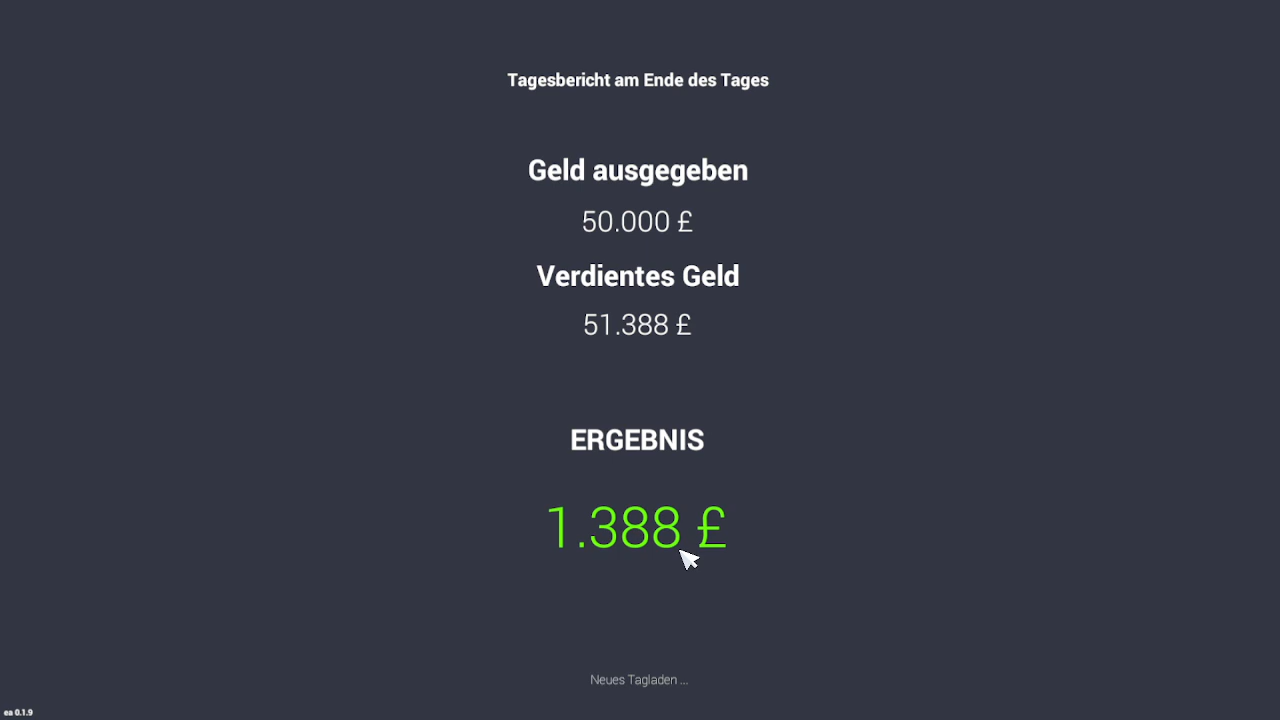 Tagesbericht am Ende des Tages
Geld ausgegeben
50.000 £
Verdientes Geld
51.388 £
ERGEBNIS
1.388 £
Neues Tagladen ...
ea 0.1.9